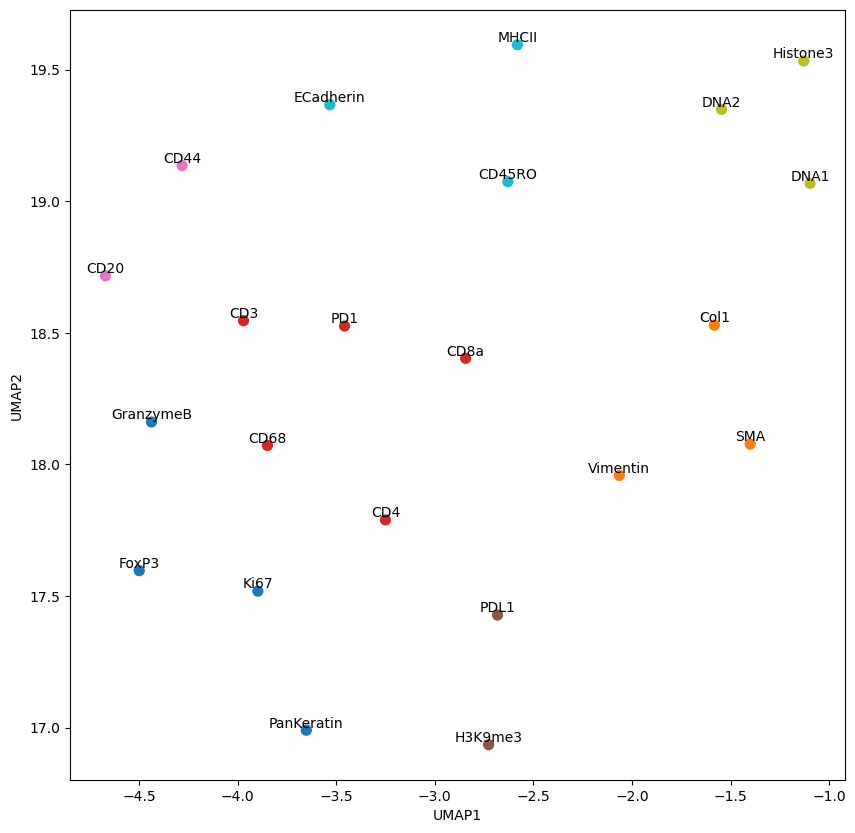 MHCII
Histone3
19.5
ECadherin
DNA2
CD44
CD45RO
DNA1
19.0
CD20
CD3
PD1
Col1
18.5
CD8a
UMAP2
GranzymeB
CD68
SMA
18.0
Vimentin
CD4
FoxP3
Ki67
17.5
PDL1
17.0
PanKeratin
H3K9me3
−4.5 −4.0 −3.5 −3.0 −2.5 −2.0 −1.5 −1.0
UMAP1